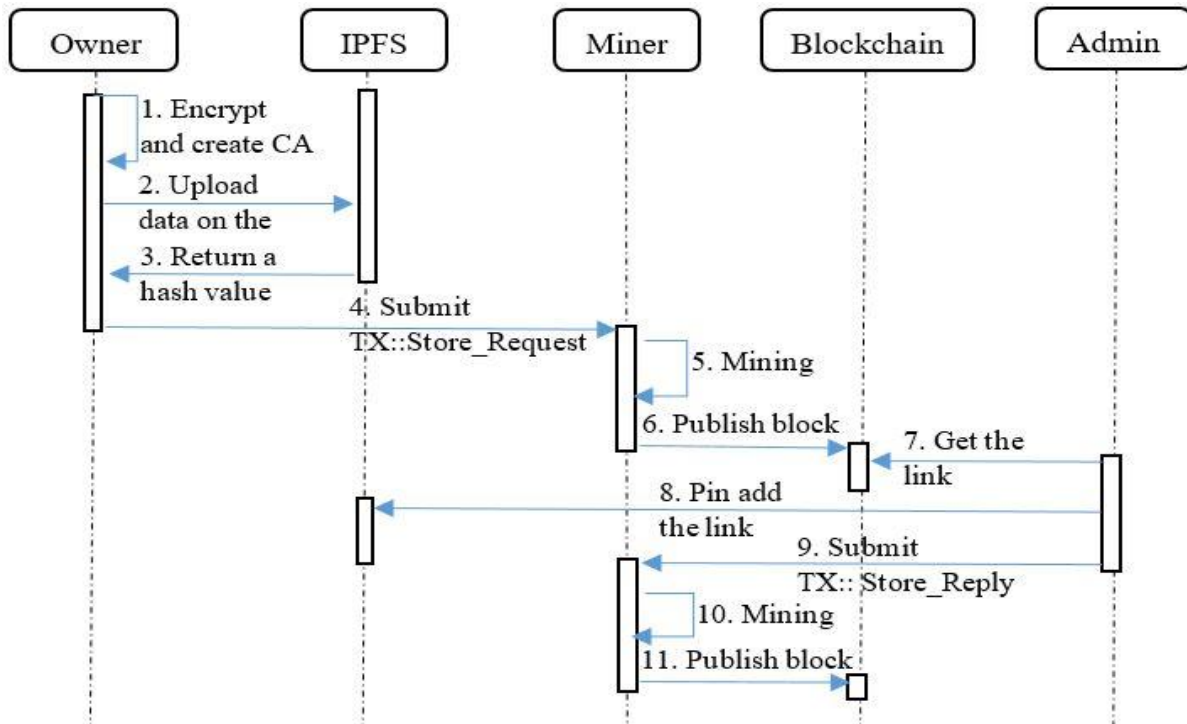 Owner
IPFS
Miner
Blockchain
Admin
1. Encrypt
and create CA
2. Upload
data on the
3. Return a
hash value
4. Submit
TX::Store_Request
5. Mining
6. Publish block
7. Get the
link
8. Pin add
the link
9. Submit
TX:: Store_Reply
10. Mining
11. Publish block